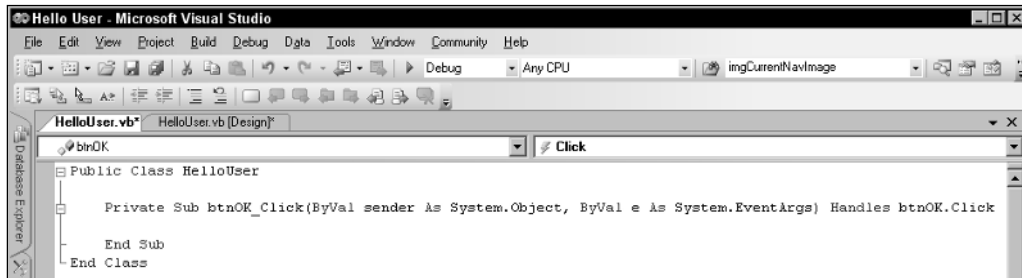 Hello User - Microsoft Visual Studio
File Edit View Project Build Debug Data Tools Window Community Help
Debug Any CPU imgCurrentNavImage
HelloUser.vb* HelloUser.vb [Design]*
btnOK Click
Database Explorer
Public Class HelloUser
Private Sub btnOK_Click(ByVal sender As System.Object, ByVal e As System.EventArgs) Handles btnOK.Click
End Sub
End Class